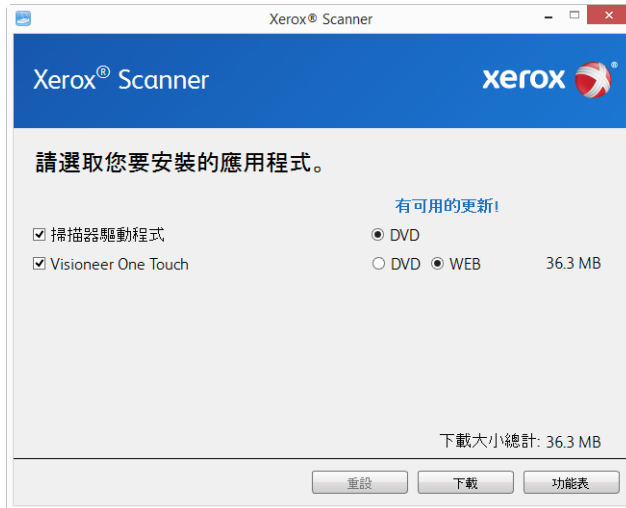 Xerox® Scanner
Xerox® Scanner
xerox®
請選取您要安裝的應用程式。
有可用的更新!
掃描器驅動程式 DVD
Visioneer One Touch DVD WEB 36.3 MB
下載大小總計: 36.3 MB
重設 下載 功能表